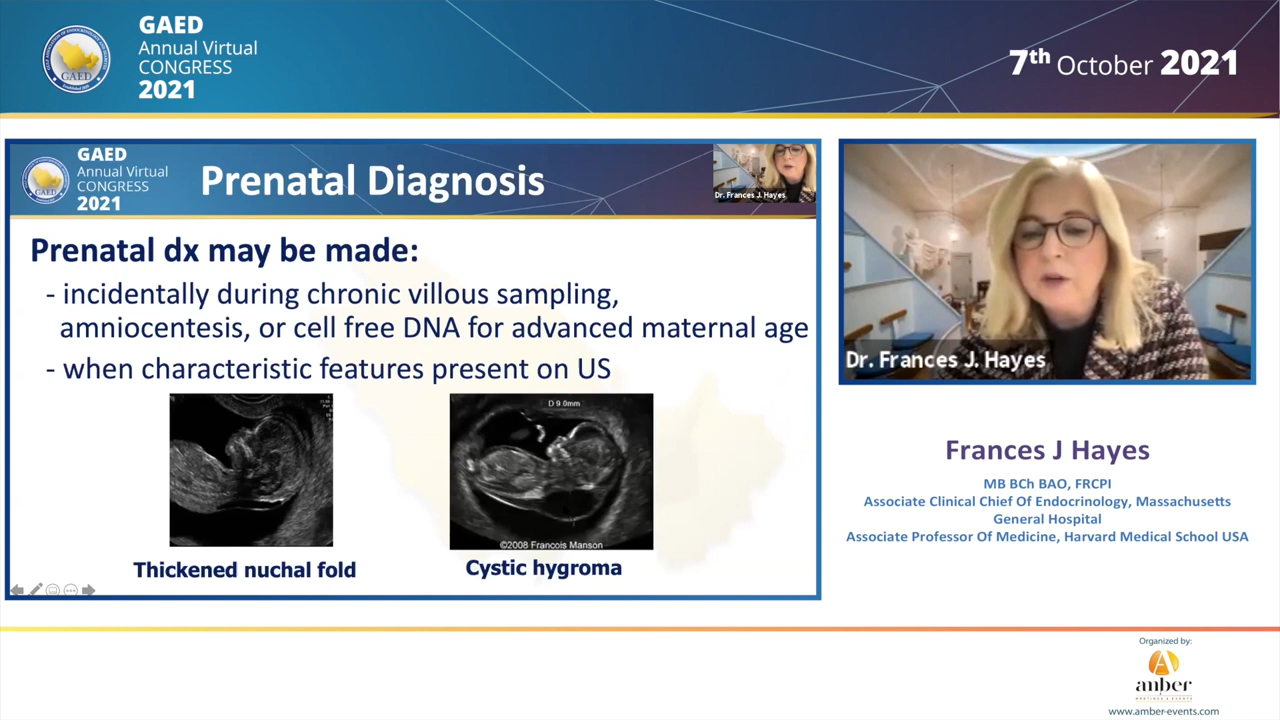 GAED
Annual Virtual
CONGRESS
2021
7th October 2021
GAED
Annual Virtual
CONGRESS
2021
Prenatal Diagnosis
Dr. Frances J. Hayes
Prenatal dx may be made:
- incidentally during chronic villous sampling,
amniocentesis, or cell free DNA for advanced maternal age
- when characteristic features present on US
D 9.0mm
©2008 Francois Manson
Thickened nuchal fold
Cystic hygroma
Dr. Frances J. Hayes
Frances J Hayes
MB BCh BAO, FRCPI
Associate Clinical Chief Of Endocrinology, Massachusetts
General Hospital
Associate Professor Of Medicine, Harvard Medical School USA
Organized by:
anber
MEETINGS & EVENTS
www.amber-events.com